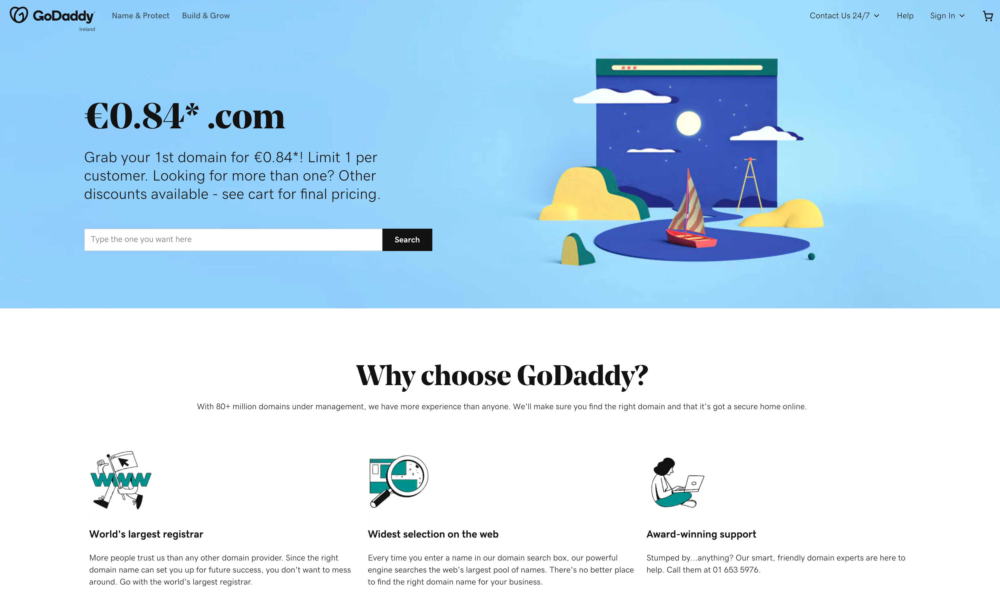 GoDaddy
Ireland
Name & Protect
Build & Grow
Contact Us 24/7
Help
Sign In
€0.84* .com
Grab your 1st domain for €0.84*! Limit 1 per
customer. Looking for more than one? Other
discounts available - see cart for final pricing.
Type the one you want here
Search
Why choose GoDaddy?
With 80+ million domains under management, we have more experience than anyone. We'll make sure you find the right domain and that it's got a secure home online.
www
World's largest registrar
More people trust us than any other domain provider. Since the right
domain name can set you up for future success, you don't want to mess
around. Go with the world's largest registrar.
Widest selection on the web
Every time you enter a name in our domain search box, our powerful
engine searches the web's largest pool of names. There's no better place
to find the right domain name for your business.
Award-winning support
Stumped by...anything? Our smart, friendly domain experts are here to
help. Call them at 01 653 5976.